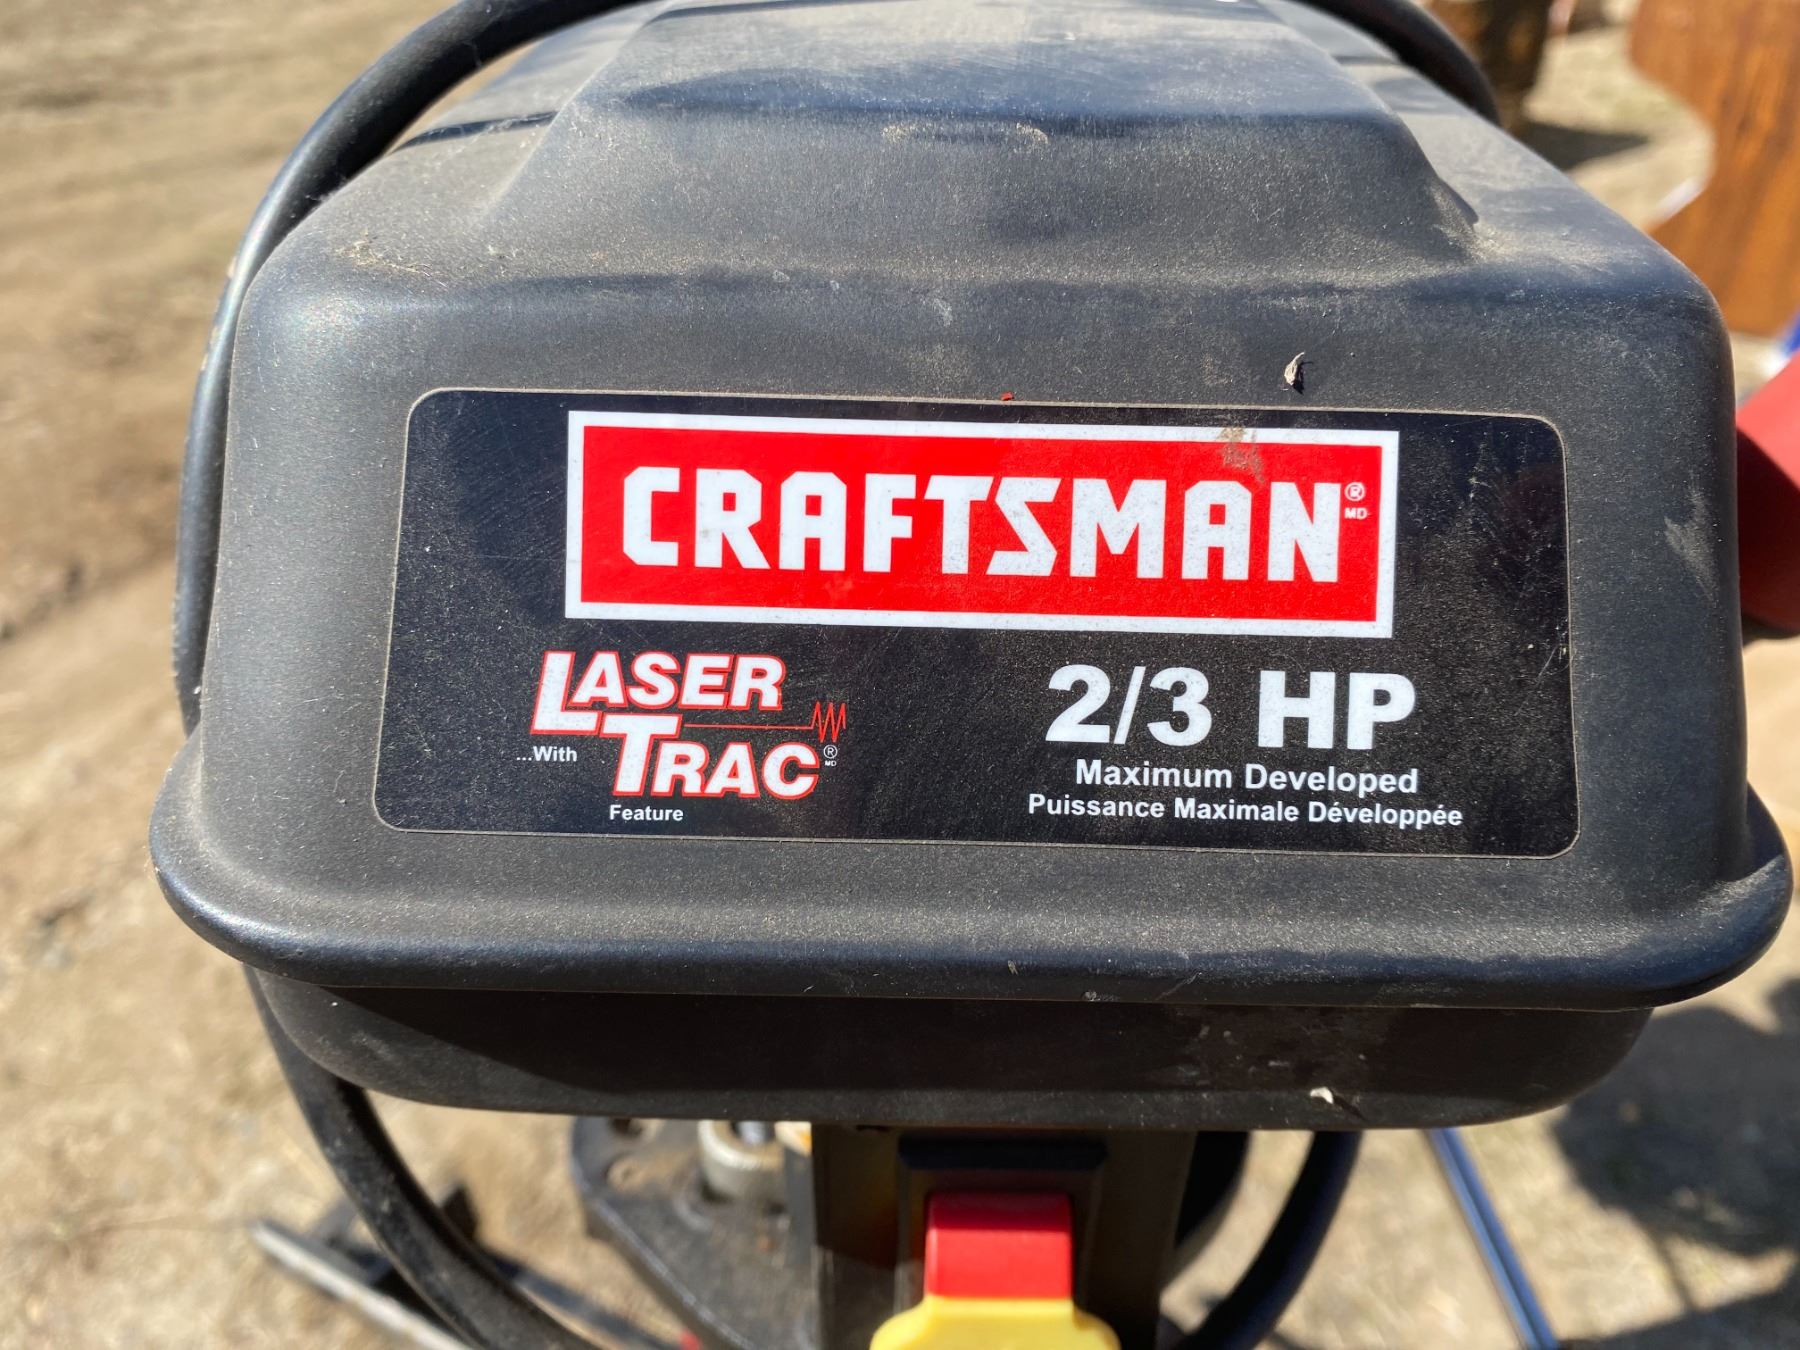 CRAFTSMAN®
MD
LASER
...With TRAC®
MD
Feature
2/3 HP
Maximum Developed
Puissance Maximale Développée